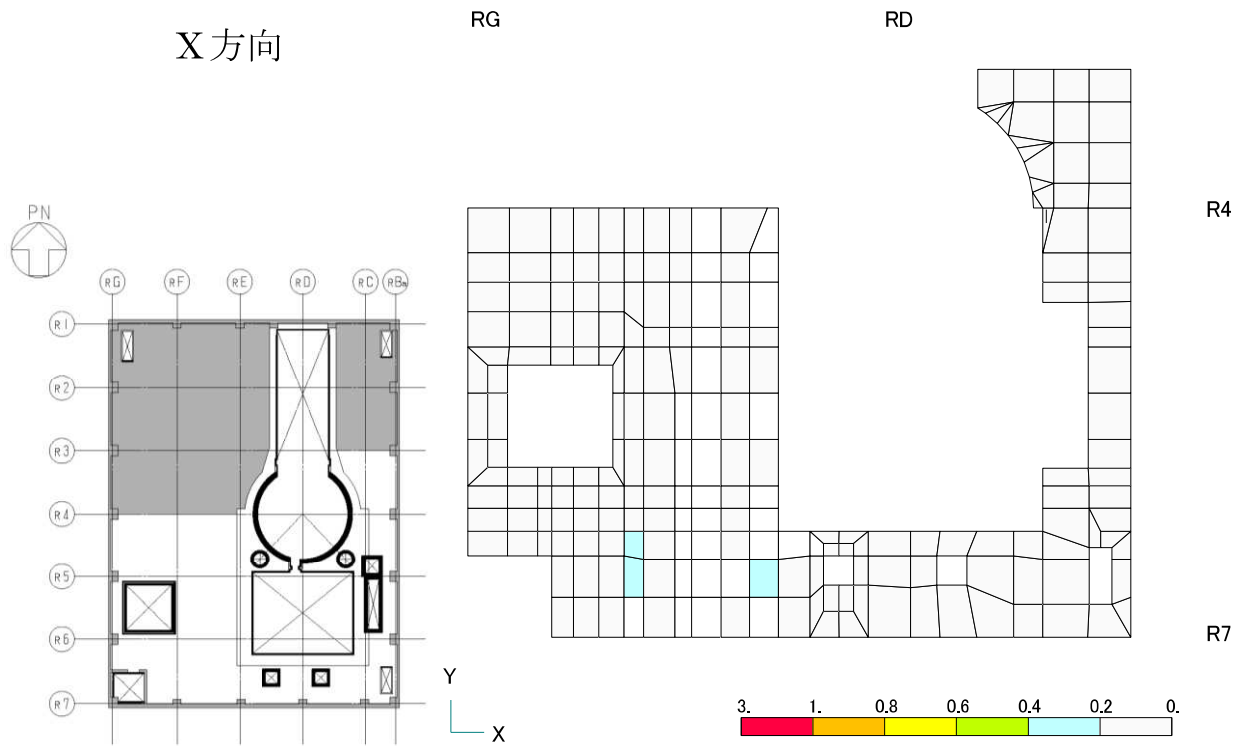 X方向
RG RD
R4
R7
PN
RG RF RE RD RC RBa
R1
R2
R3
R4
R5
R6
R7
Y
X
3. 1. 0.8 0.6 0.4 0.2 0.